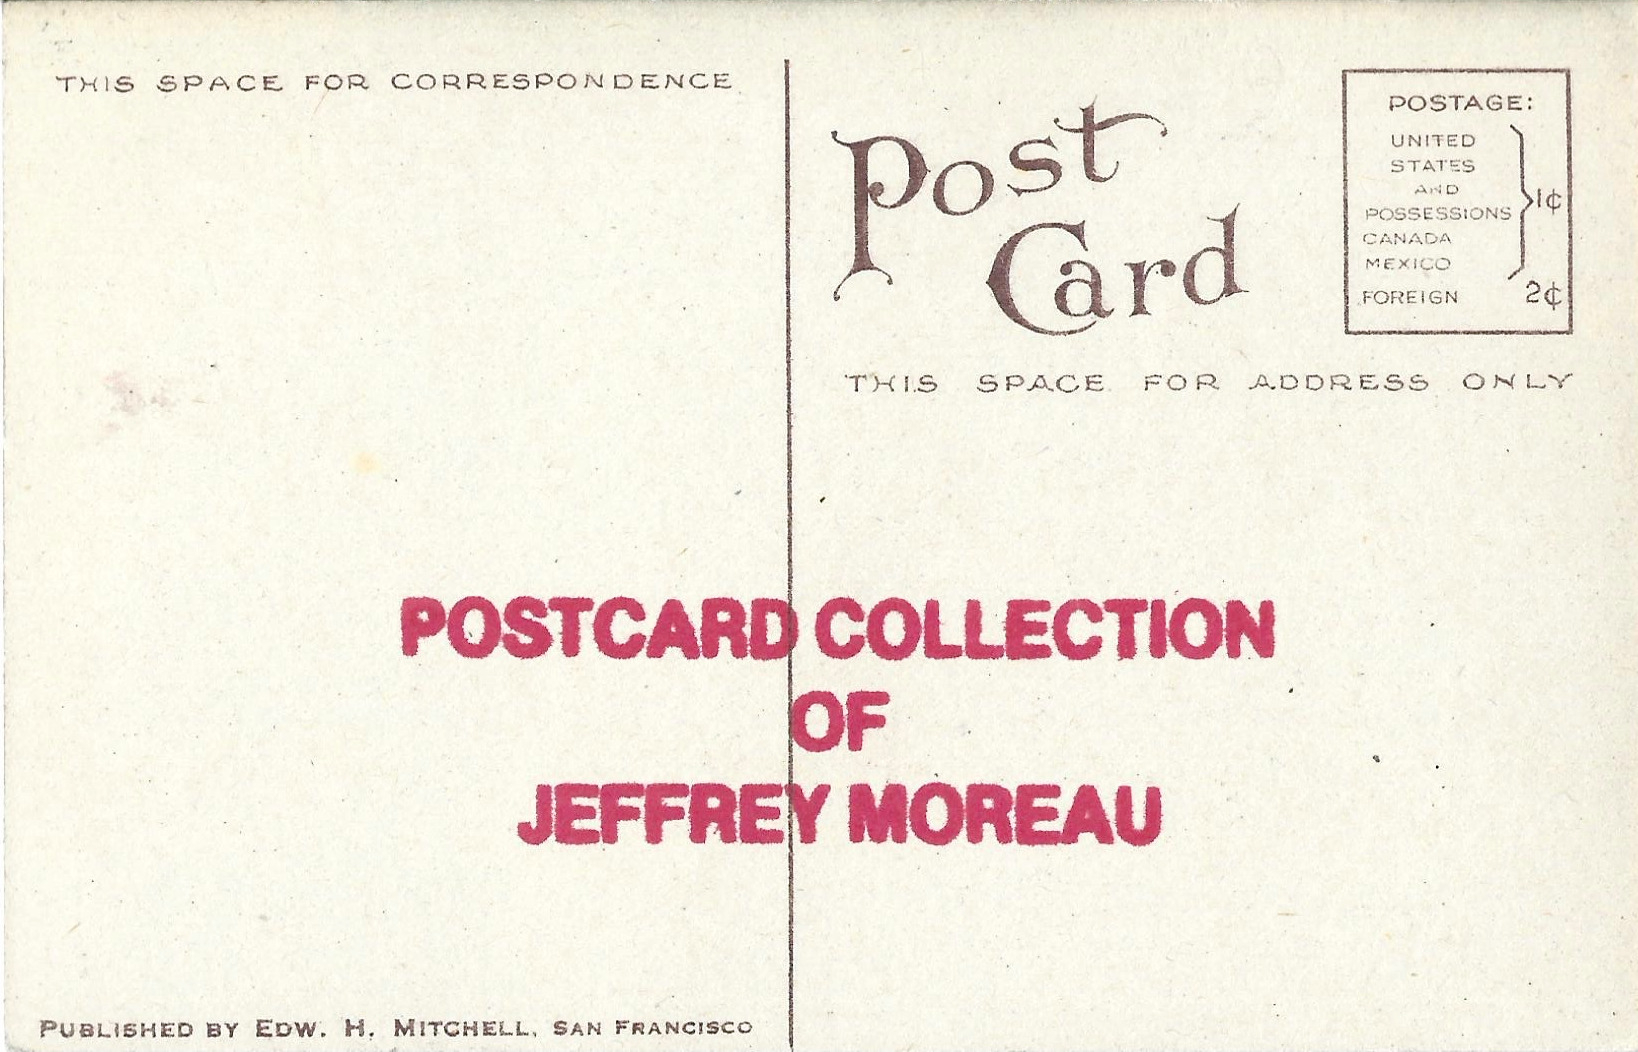 THIS SPACE FOR CORRESPONDENCE
Post
Card
POSTAGE:
UNITED
STATES
AND
POSSESSIONS
CANADA
MEXICO
1¢
FOREIGN 2¢
THIS SPACE FOR ADDRESS ONLY
POSTCARD COLLECTION
OF
JEFFREY MOREAU
PUBLISHED BY EDW. H. MITCHELL, SAN FRANCISCO